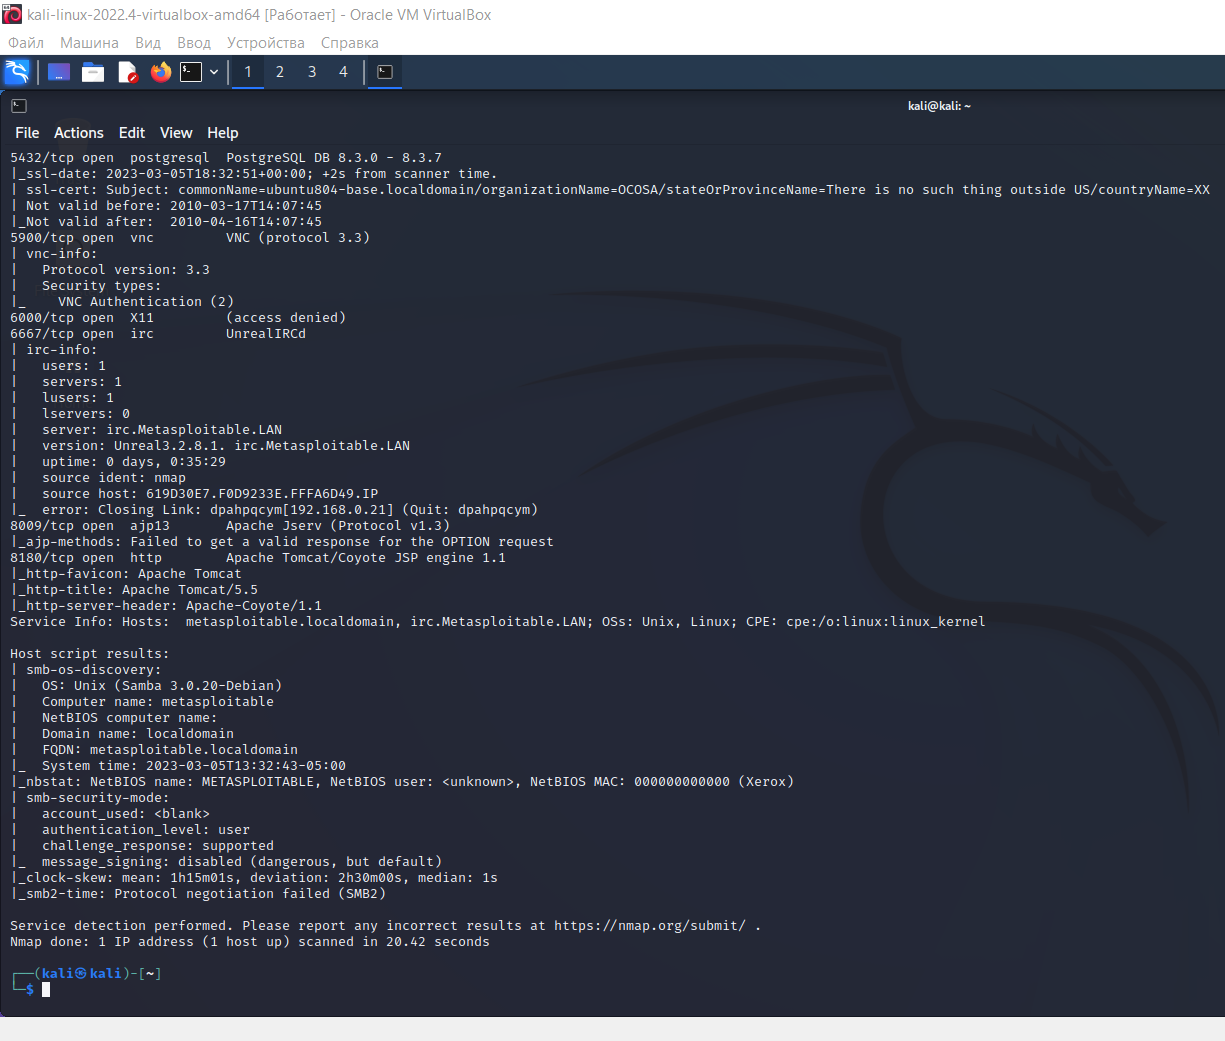 kali-linux-2022.4-virtualbox-amd64 [Работает] - Oracle VM VirtualBox
Файл Машина Вид Ввод Устройства Справка
1 2 3 4
kali@kali: ~
File Actions Edit View Help
5432/tcp open  postgresql  PostgreSQL DB 8.3.0 - 8.3.7
|_ssl-date: 2023-03-05T18:32:51+00:00; +2s from scanner time.
| ssl-cert: Subject: commonName=ubuntu804-base.localdomain/organizationName=OCOSA/stateOrProvinceName=There is no such thing outside US/countryName=XX
| Not valid before: 2010-03-17T14:07:45
|_Not valid after:  2010-04-16T14:07:45
5900/tcp open  vnc         VNC (protocol 3.3)
| vnc-info:
|   Protocol version: 3.3
|   Security types:
|_    VNC Authentication (2)
6000/tcp open  X11         (access denied)
6667/tcp open  irc         UnrealIRCd
| irc-info:
|   users: 1
|   servers: 1
|   lusers: 1
|   lservers: 0
|   server: irc.Metasploitable.LAN
|   version: Unreal3.2.8.1. irc.Metasploitable.LAN
|   uptime: 0 days, 0:35:29
|   source ident: nmap
|   source host: 619D30E7.F0D9233E.FFFA6D49.IP
|_  error: Closing Link: dpahpqcym[192.168.0.21] (Quit: dpahpqcym)
8009/tcp open  ajp13       Apache Jserv (Protocol v1.3)
|_ajp-methods: Failed to get a valid response for the OPTION request
8180/tcp open  http        Apache Tomcat/Coyote JSP engine 1.1
|_http-favicon: Apache Tomcat
|_http-title: Apache Tomcat/5.5
|_http-server-header: Apache-Coyote/1.1
Service Info: Hosts:  metasploitable.localdomain, irc.Metasploitable.LAN; OSs: Unix, Linux; CPE: cpe:/o:linux:linux_kernel
Host script results:
| smb-os-discovery:
|   OS: Unix (Samba 3.0.20-Debian)
|   Computer name: metasploitable
|   NetBIOS computer name:
|   Domain name: localdomain
|   FQDN: metasploitable.localdomain
|_  System time: 2023-03-05T13:32:43-05:00
|_nbstat: NetBIOS name: METASPLOITABLE, NetBIOS user: <unknown>, NetBIOS MAC: 000000000000 (Xerox)
| smb-security-mode:
|   account_used: <blank>
|   authentication_level: user
|   challenge_response: supported
|_  message_signing: disabled (dangerous, but default)
|_clock-skew: mean: 1h15m01s, deviation: 2h30m00s, median: 1s
|_smb2-time: Protocol negotiation failed (SMB2)
Service detection performed. Please report any incorrect results at https://nmap.org/submit/ .
Nmap done: 1 IP address (1 host up) scanned in 20.42 seconds
┌──(kali㉿kali)-[~]
└─$